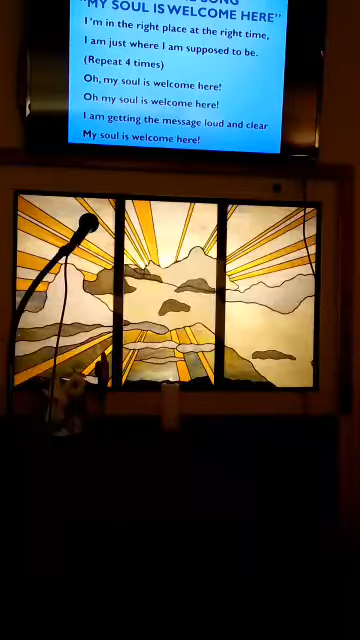 SONG
"MY SOUL IS WELCOME HERE"
I'm in the right place at the right time,
I am just where I am supposed to be.
(Repeat 4 times)
Oh, my soul is welcome here!
Oh my soul is welcome here!
I am getting the message loud and clear
My soul is welcome here!